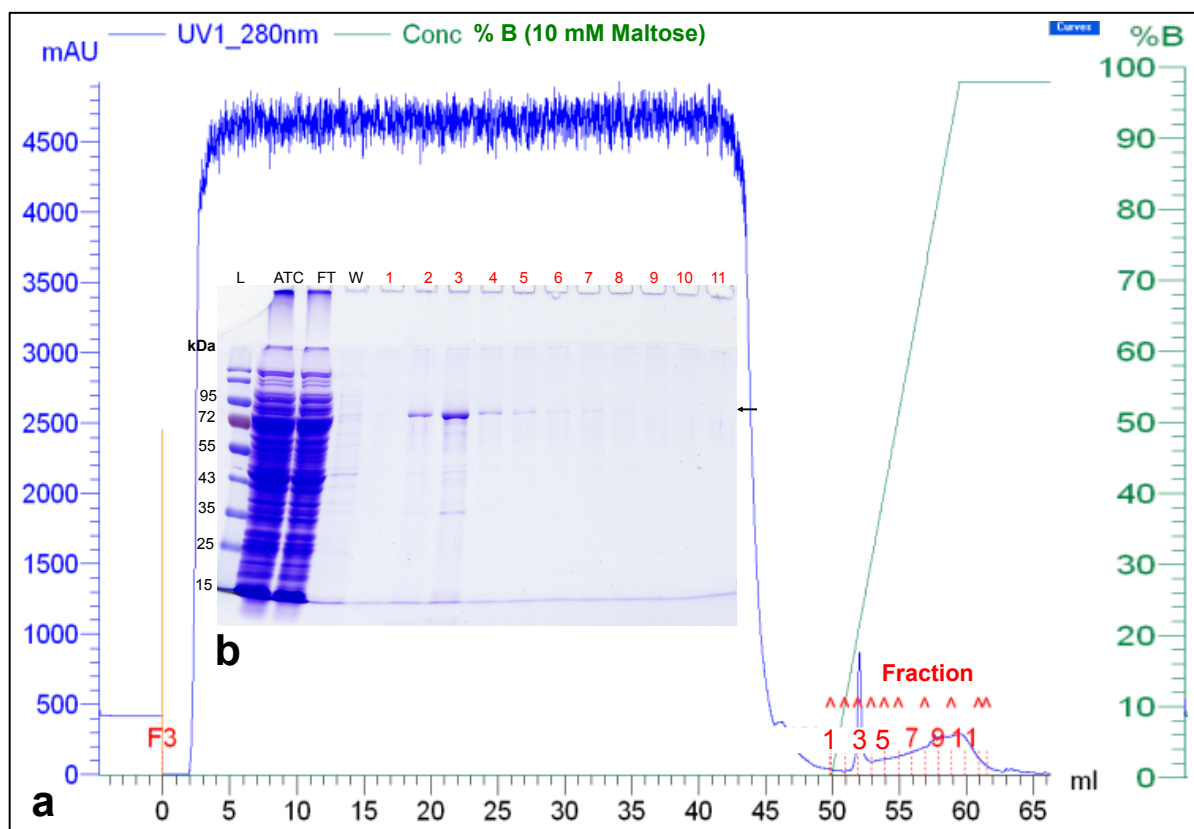 UV1_280nm Conc % B (10 mM Maltose) Curves
mAU %B
100
4500 90
4000 80
3500 70
3000 60
2500 50
2000 40
1500 30
1000 20
500 10
0 0
L ATC FT W 1 2 3 4 5 6 7 8 9 10 11
kDa
95
72
55
43
35
25
15
b
Fraction
^ ^ ^ ^ ^ ^ ^ ^ ^ ^
F3 1 3 5 7 9 11
0 5 10 15 20 25 30 35 40 45 50 55 60 65 ml
a